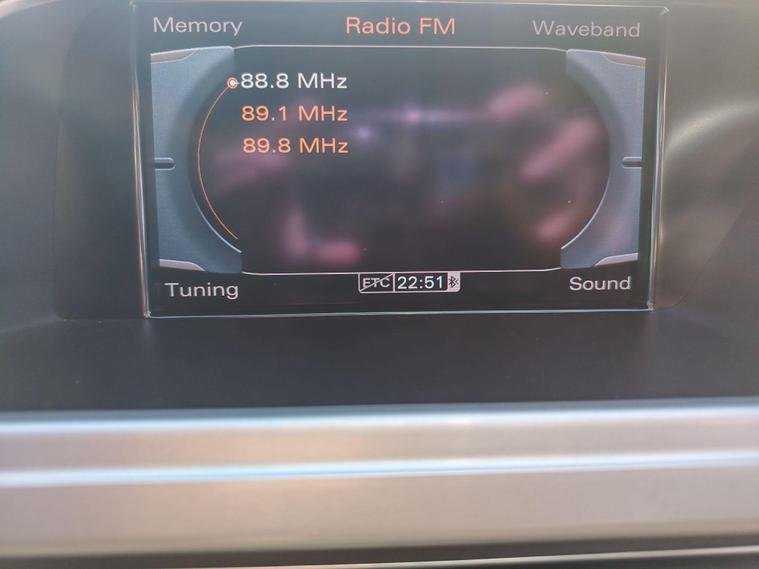 Memory Radio FM Waveband
88.8 MHz
89.1 MHz
89.8 MHz
Tuning ETC 22:51 Sound